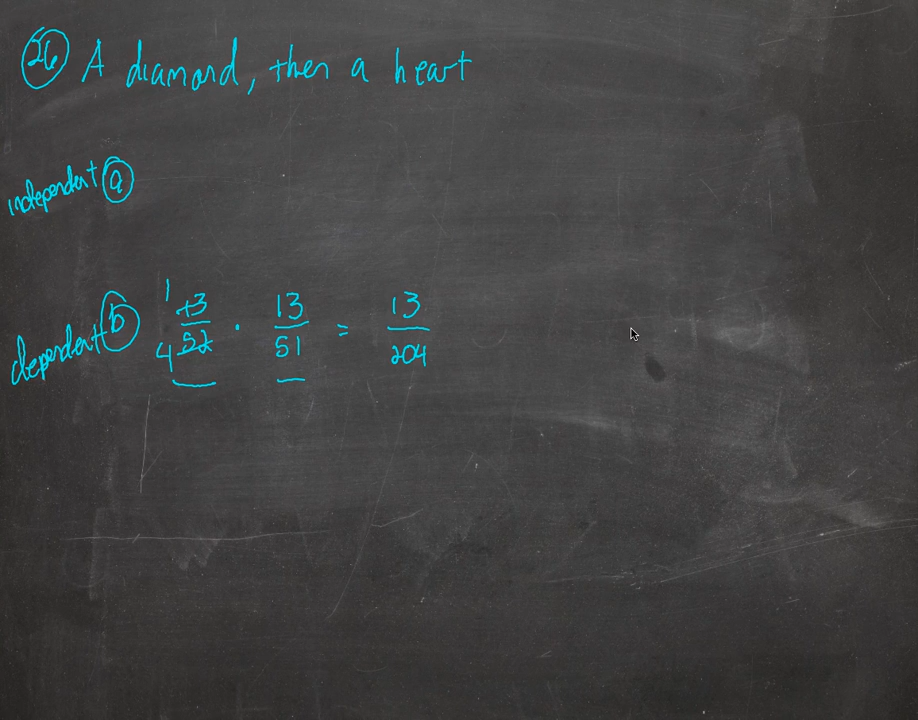 26 A diamond, then a heart
independent a
dependent b 1 13/4 52 · 13/51 = 13/204